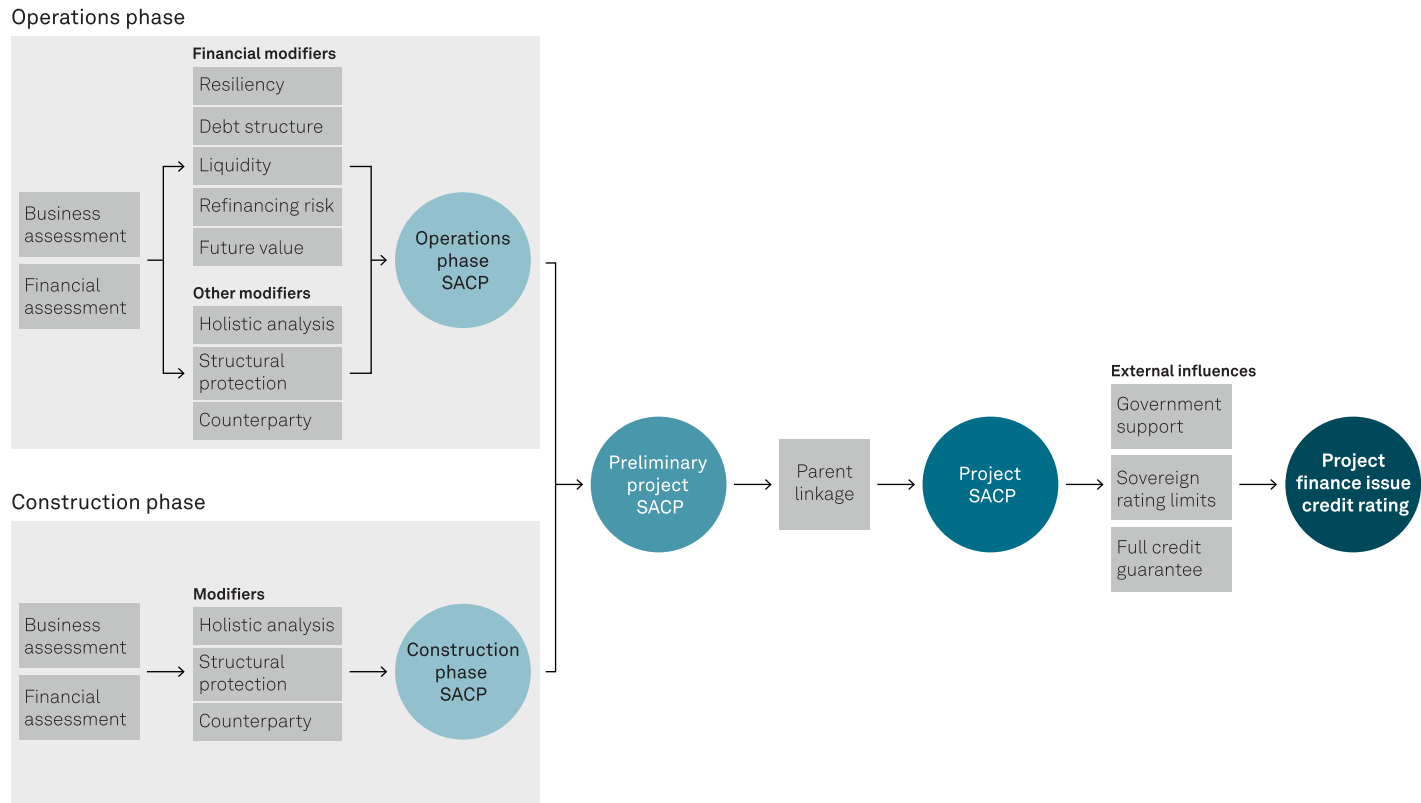 Operations phase
Business
assessment
Financial
assessment
Financial modifiers
Resiliency
Debt structure
Liquidity
Refinancing risk
Future value
Other modifiers
Holistic analysis
Structural
protection
Counterparty
Operations
phase
SACP
Construction phase
Business
assessment
Financial
assessment
Modifiers
Holistic analysis
Structural
protection
Counterparty
Construction
phase
SACP
Preliminary
project
SACP
Parent
linkage
Project
SACP
External influences
Government
support
Sovereign
rating limits
Full credit
guarantee
Project
finance issue
credit rating